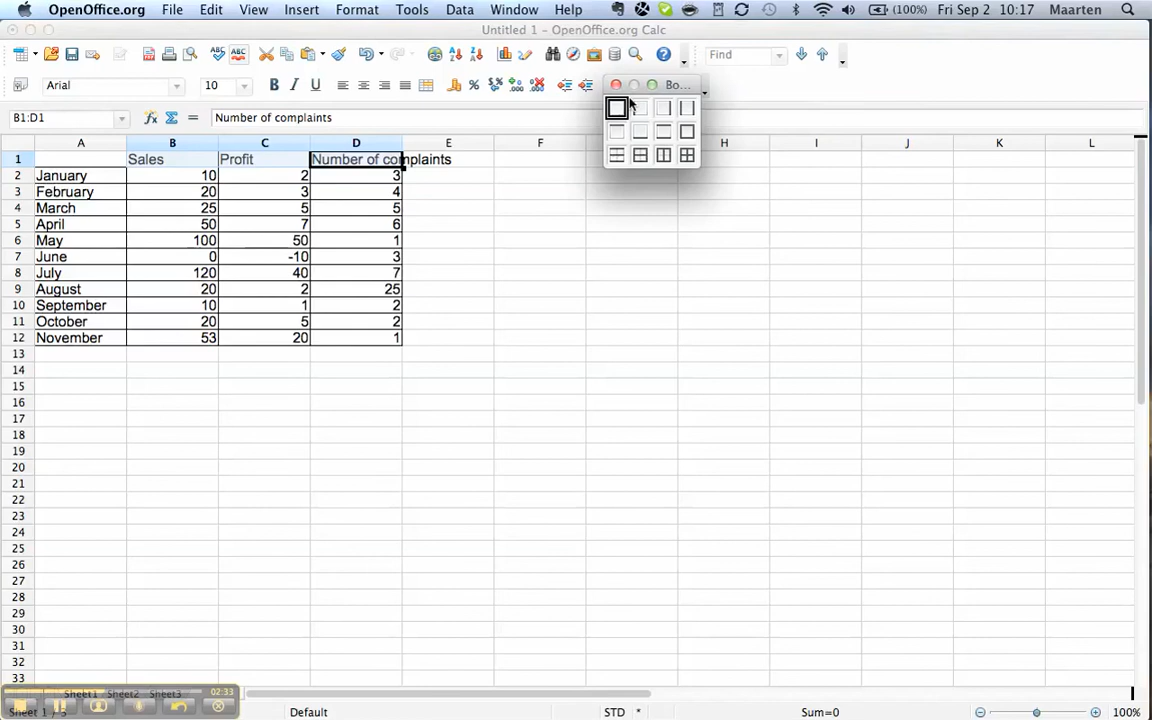 OpenOffice.org File Edit View Insert Format Tools Data Window Help (100%) Fri Sep 2 10:17 Maarten
Untitled 1 - OpenOffice.org Calc
Find
Arial 10 Bo...
B1:D1 Number of complaints
A B C D E F G H I J K L
1 Sales Profit Number of complaints
2 January 10 2 3
3 February 20 3 4
4 March 25 5 5
5 April 50 7 6
6 May 100 50 1
7 June 0 -10 3
8 July 120 40 7
9 August 20 2 25
10 September 10 1 2
11 October 20 5 2
12 November 53 20 1
13
14
15
16
17
18
19
20
21
22
23
24
25
26
27
28
29
30
31
32
33
Sheet1 Sheet2 Sheet3 02:33
Sheet 1 / 3 Default STD * Sum=0 100%